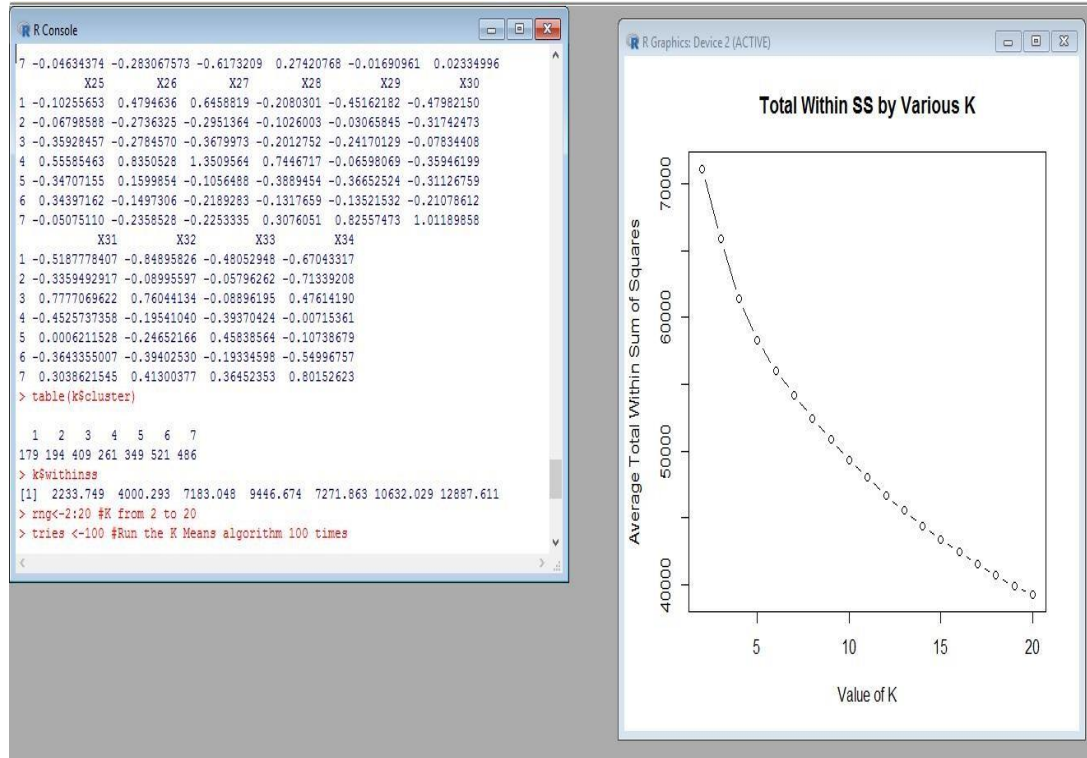 R Console
7 -0.04634374 -0.283067573 -0.6173209 0.27420768 -0.01690961 0.02334996
X25 X26 X27 X28 X29 X30
1 -0.10255653 0.4794636 0.6458819 -0.2080301 -0.45162182 -0.47982150
2 -0.06798588 -0.2736325 -0.2951364 -0.1026003 -0.03065845 -0.31742473
3 -0.35928457 -0.2784570 -0.3679973 -0.2012752 -0.24170129 -0.07834408
4 0.55585463 0.8350528 1.3509564 0.7446717 -0.06598069 -0.35946199
5 -0.34707155 0.1599854 -0.1056488 -0.3889454 -0.36652524 -0.31126759
6 0.34397162 -0.1497306 -0.2189283 -0.1317659 -0.13521532 -0.21078612
7 -0.05075110 -0.2358528 -0.2253335 0.3076051 0.82557473 1.01189858
X31 X32 X33 X34
1 -0.5187778407 -0.84895826 -0.48052948 -0.67043317
2 -0.3359492917 -0.08995597 -0.05796262 -0.71339208
3 0.7777069622 0.76044134 -0.08896195 0.47614190
4 -0.4525737358 -0.19541040 -0.39370424 -0.00715361
5 0.0006211528 -0.24652166 0.45838564 -0.10738679
6 -0.3643355007 -0.39402530 -0.19334598 -0.54996757
7 0.3038621545 0.41300377 0.36452353 0.80152623
> table(k$cluster)
1 2 3 4 5 6 7
179 194 409 261 349 521 486
> k$withinss
[1] 2233.749 4000.293 7183.048 9446.674 7271.863 10632.029 12887.611
> rng<-2:20 #K from 2 to 20
> tries <-100 #Run the K Means algorithm 100 times
R Graphics: Device 2 (ACTIVE)
Total Within SS by Various K
Average Total Within Sum of Squares
70000
60000
50000
40000
5 10 15 20
Value of K